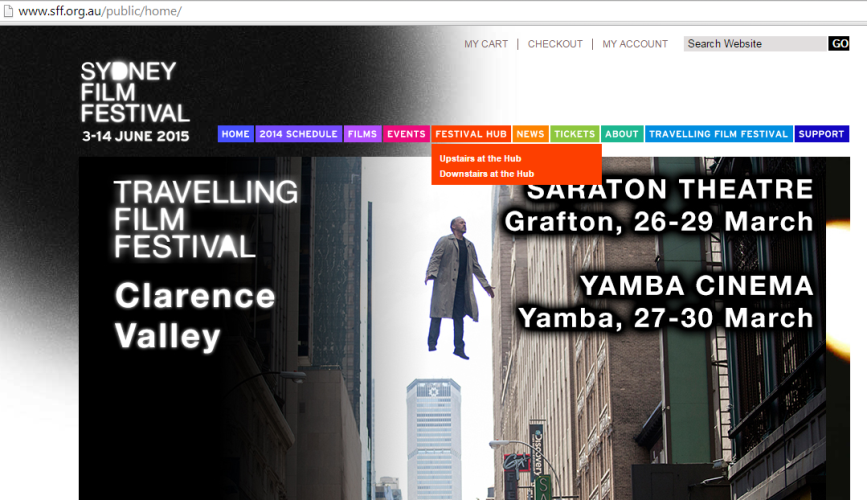 www.sff.org.au/public/home/
MY CART | CHECKOUT | MY ACCOUNT Search Website GO
SYDNEY
FILM
FESTIVAL
3-14 JUNE 2015
HOME 2014 SCHEDULE FILMS EVENTS FESTIVAL HUB NEWS TICKETS ABOUT TRAVELLING FILM FESTIVAL SUPPORT
Upstairs at the Hub
Downstairs at the Hub
TRAVELLING
FILM
FESTIVAL
Clarence
Valley
SARATON THEATRE
Grafton, 26-29 March
YAMBA CINEMA
Yamba, 27-30 March
Discovery